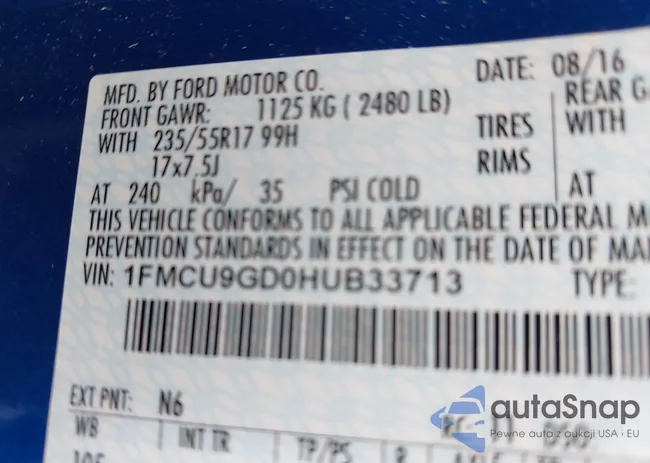 MFD. BY FORD MOTOR CO.
DATE: 08/16
FRONT GAWR: 1125 KG ( 2480 LB)
REAR G
WITH 235/55R17 99H TIRES WITH
17x7.5J RIMS
AT 240 kPa/ 35 PSI COLD AT
THIS VEHICLE CONFORMS TO ALL APPLICABLE FEDERAL M
PREVENTION STANDARDS IN EFFECT ON THE DATE OF MA
VIN: 1FMCU9GD0HUB33713 TYPE:
EXT PNT: N6
WB INT TR TP/PS R
105
autaSnap
Pewne auta z aukcji USA i EU